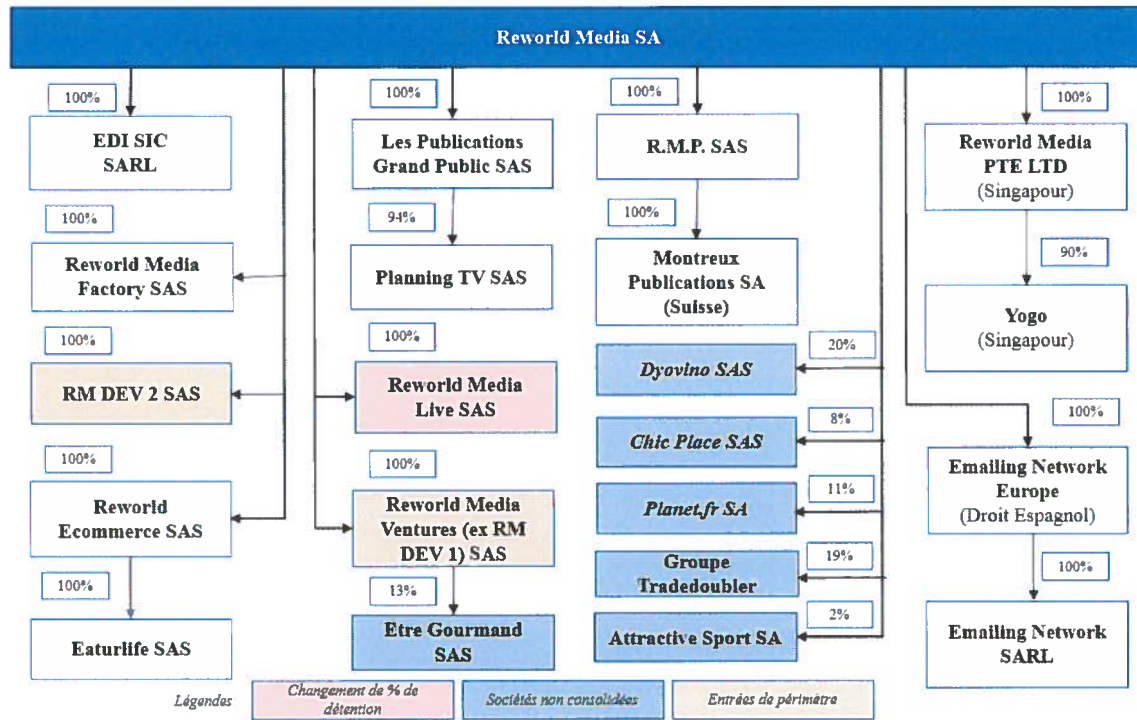 Reworld Media SA
100%
EDI SIC
SARL
100%
Reworld Media
Factory SAS
100%
RM DEV 2 SAS
100%
Reworld
Ecommerce SAS
100%
Eaturlife SAS
100%
Les Publications
Grand Public SAS
94%
Planning TV SAS
100%
Reworld Media
Live SAS
100%
Reworld Media
Ventures (ex RM
DEV 1) SAS
13%
Etre Gourmand
SAS
100%
R.M.P. SAS
100%
Montreux
Publications SA
(Suisse)
20%
Dyovino SAS
8%
Chic Place SAS
11%
Planet.fr SA
19%
Groupe
Tradedoubler
2%
Attractive Sport SA
100%
Reworld Media
PTE LTD
(Singapour)
90%
Yogo
(Singapour)
100%
Emailing Network
Europe
(Droit Espagnol)
100%
Emailing Network
SARL
Légendes
Changement de % de
détention
Sociétés non consolidées
Entrées de périmètre